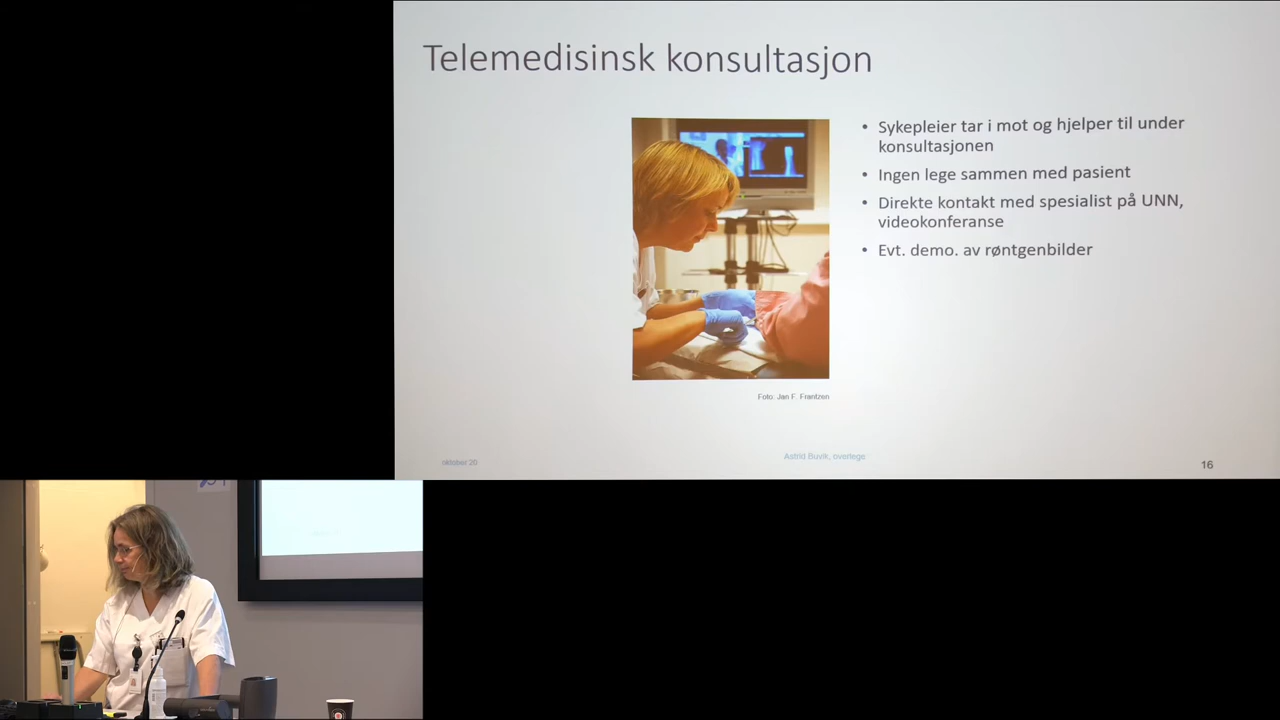 Telemedisinsk konsultasjon
• Sykepleier tar i mot og hjelper til under
konsultasjonen
• Ingen lege sammen med pasient
• Direkte kontakt med spesialist på UNN,
videokonferanse
• Evt. demo. av røntgenbilder
Foto: Jan F. Frantzen
oktober 20
Astrid Buvik, overlege
16